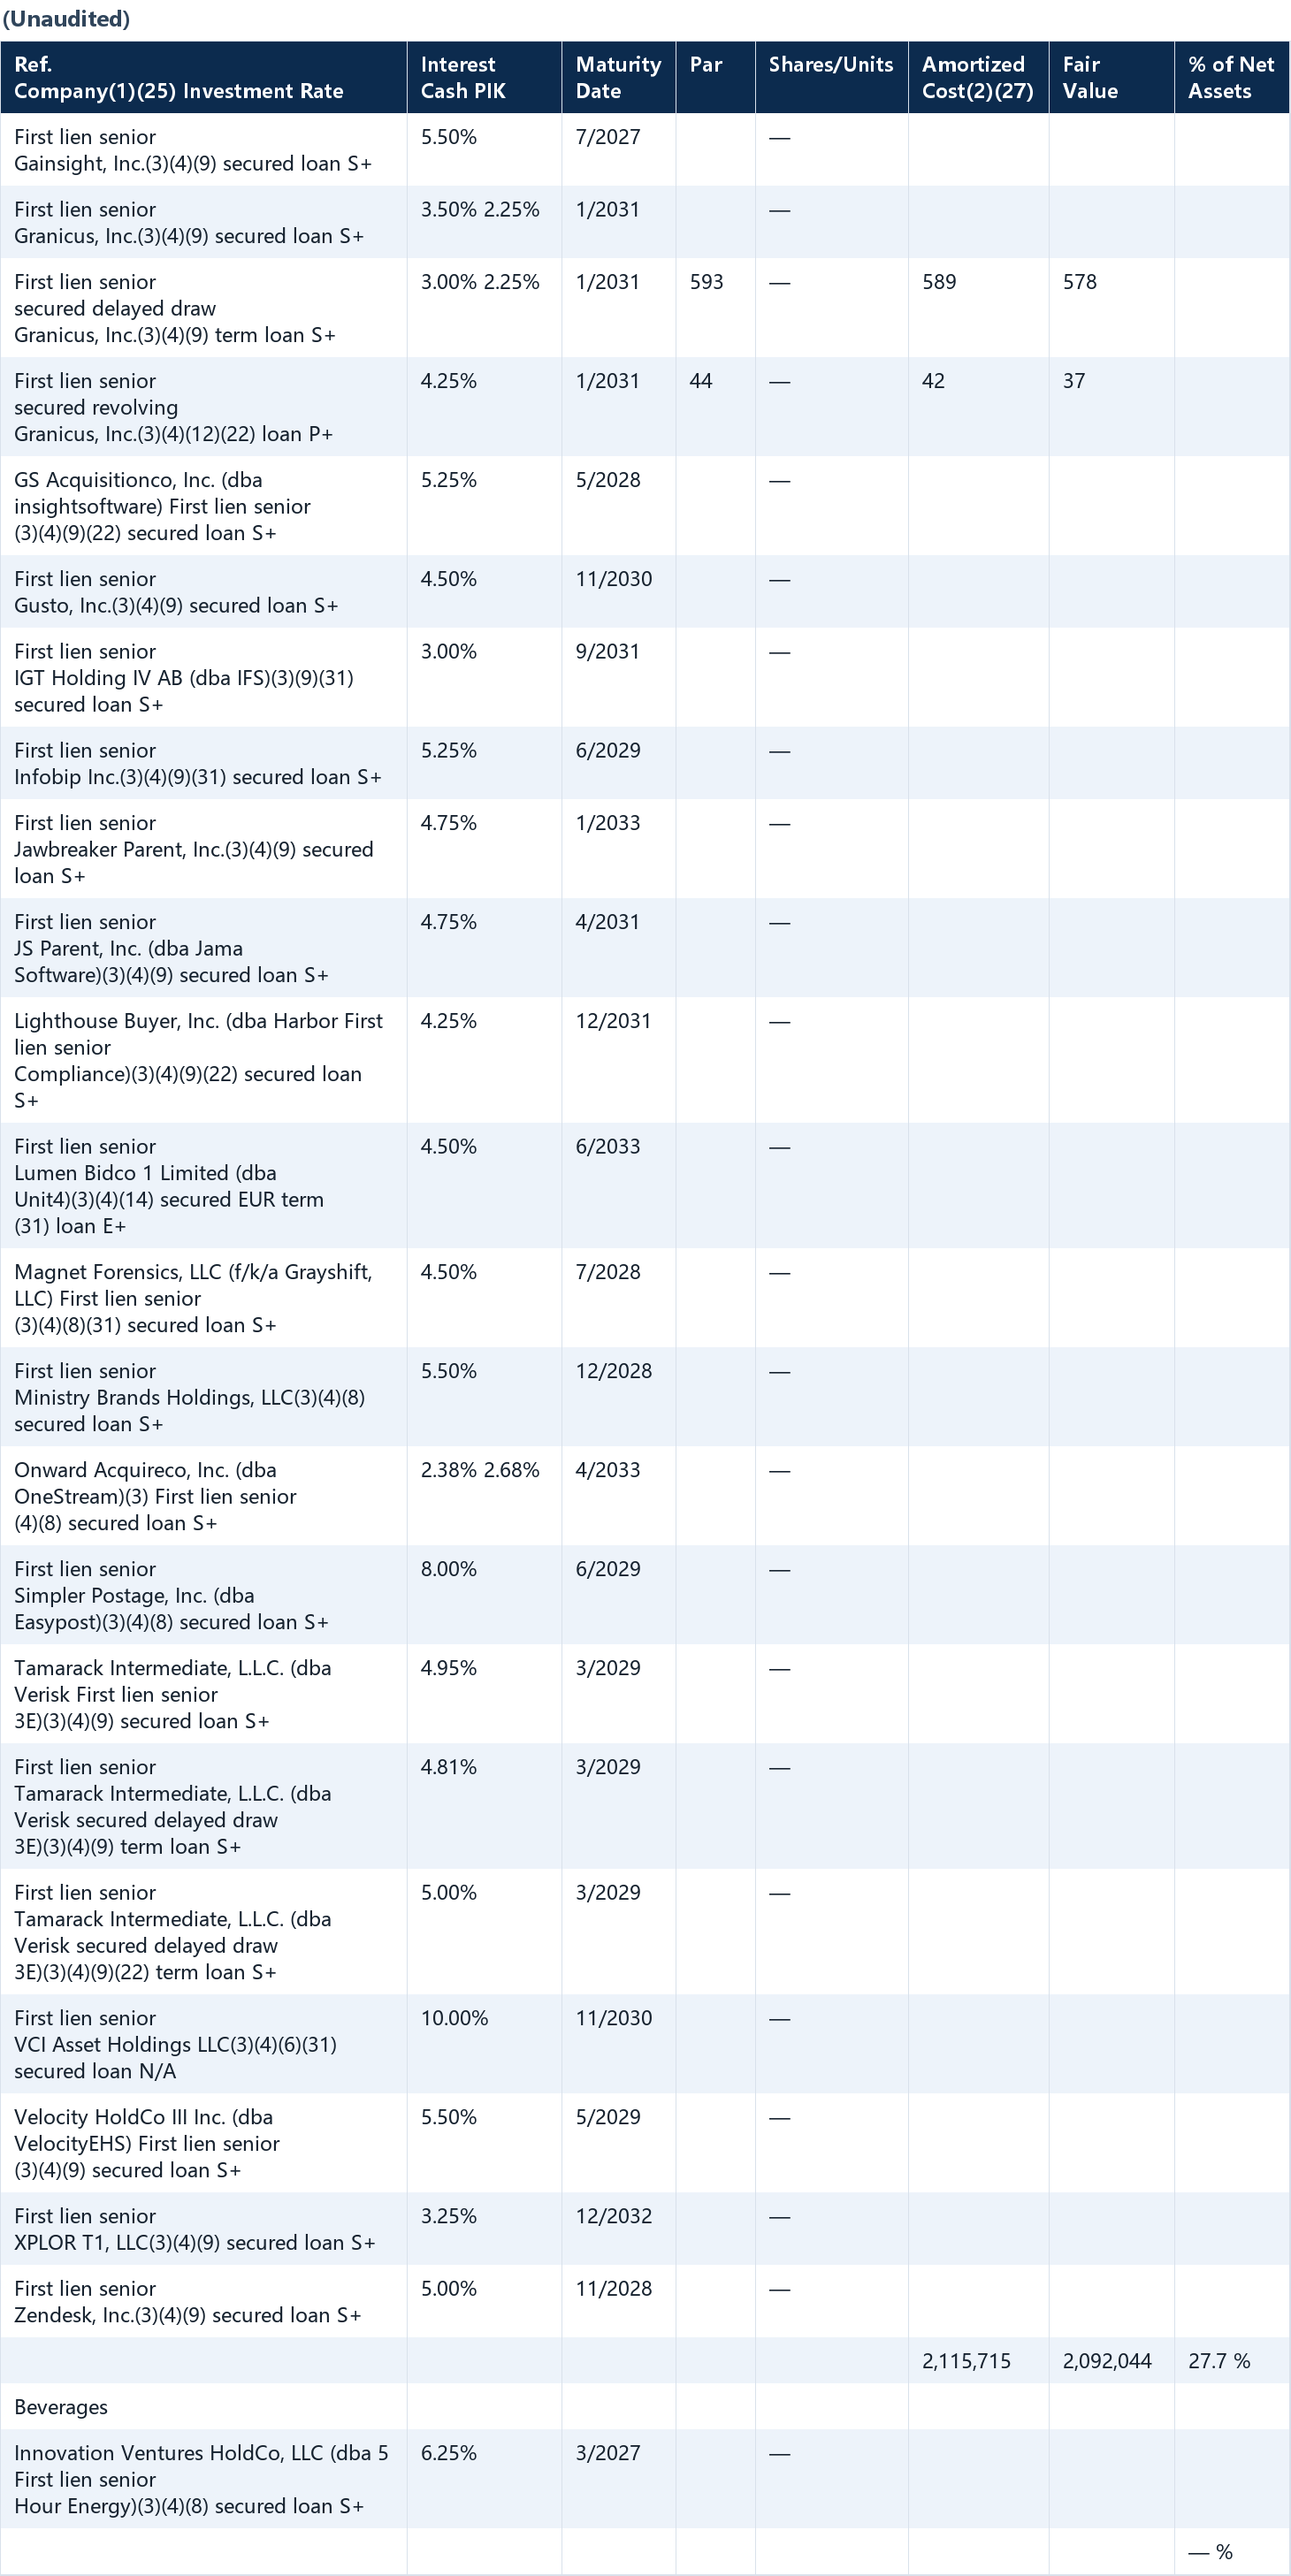 (Unaudited)
Ref. Interest Maturity Par Shares/Units Amortized Fair % of Net
Company(1)(25) Investment Rate Cash PIK Date Cost(2)(27) Value Assets
First lien senior 5.50% 7/2027 —
Gainsight, Inc.(3)(4)(9) secured loan S+
First lien senior 3.50% 2.25% 1/2031 —
Granicus, Inc.(3)(4)(9) secured loan S+
First lien senior 3.00% 2.25% 1/2031 593 — 589 578
secured delayed draw
Granicus, Inc.(3)(4)(9) term loan S+
First lien senior 4.25% 1/2031 44 — 42 37
secured revolving
Granicus, Inc.(3)(4)(12)(22) loan P+
GS Acquisitionco, Inc. (dba 5.25% 5/2028 —
insightsoftware) First lien senior
(3)(4)(9)(22) secured loan S+
First lien senior 4.50% 11/2030 —
Gusto, Inc.(3)(4)(9) secured loan S+
First lien senior 3.00% 9/2031 —
IGT Holding IV AB (dba IFS)(3)(9)(31)
secured loan S+
First lien senior 5.25% 6/2029 —
Infobip Inc.(3)(4)(9)(31) secured loan S+
First lien senior 4.75% 1/2033 —
Jawbreaker Parent, Inc.(3)(4)(9) secured
loan S+
First lien senior 4.75% 4/2031 —
JS Parent, Inc. (dba Jama
Software)(3)(4)(9) secured loan S+
Lighthouse Buyer, Inc. (dba Harbor First 4.25% 12/2031 —
lien senior
Compliance)(3)(4)(9)(22) secured loan
S+
First lien senior 4.50% 6/2033 —
Lumen Bidco 1 Limited (dba
Unit4)(3)(4)(14) secured EUR term
(31) loan E+
Magnet Forensics, LLC (f/k/a Grayshift, 4.50% 7/2028 —
LLC) First lien senior
(3)(4)(8)(31) secured loan S+
First lien senior 5.50% 12/2028 —
Ministry Brands Holdings, LLC(3)(4)(8)
secured loan S+
Onward Acquireco, Inc. (dba 2.38% 2.68% 4/2033 —
OneStream)(3) First lien senior
(4)(8) secured loan S+
First lien senior 8.00% 6/2029 —
Simpler Postage, Inc. (dba
Easypost)(3)(4)(8) secured loan S+
Tamarack Intermediate, L.L.C. (dba 4.95% 3/2029 —
Verisk First lien senior
3E)(3)(4)(9) secured loan S+
First lien senior 4.81% 3/2029 —
Tamarack Intermediate, L.L.C. (dba
Verisk secured delayed draw
3E)(3)(4)(9) term loan S+
First lien senior 5.00% 3/2029 —
Tamarack Intermediate, L.L.C. (dba
Verisk secured delayed draw
3E)(3)(4)(9)(22) term loan S+
First lien senior 10.00% 11/2030 —
VCI Asset Holdings LLC(3)(4)(6)(31)
secured loan N/A
Velocity HoldCo III Inc. (dba 5.50% 5/2029 —
VelocityEHS) First lien senior
(3)(4)(9) secured loan S+
First lien senior 3.25% 12/2032 —
XPLOR T1, LLC(3)(4)(9) secured loan S+
First lien senior 5.00% 11/2028 —
Zendesk, Inc.(3)(4)(9) secured loan S+
2,115,715 2,092,044 27.7 %
Beverages
Innovation Ventures HoldCo, LLC (dba 5 6.25% 3/2027 —
First lien senior
Hour Energy)(3)(4)(8) secured loan S+
— %